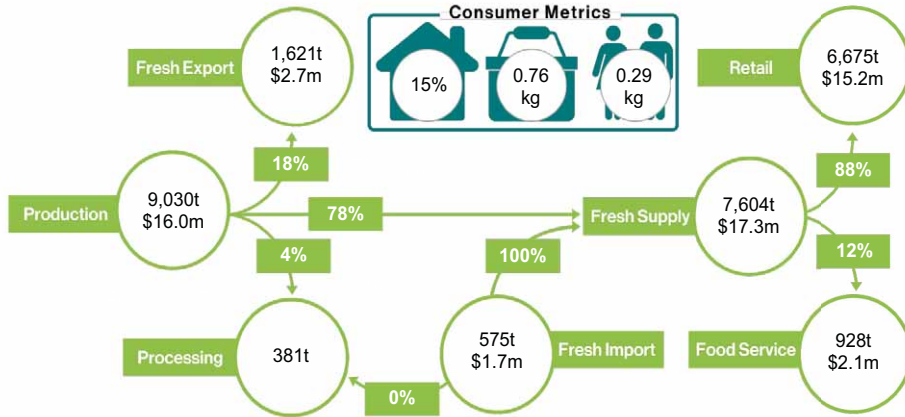 Consumer Metrics
Fresh Export
1,621t
$2.7m
15%
0.76
kg
0.29
kg
Retail
6,675t
$15.2m
18%
88%
Production
9,030t
$16.0m
78%
Fresh Supply
7,604t
$17.3m
4%
100%
12%
Processing
381t
575t
$1.7m
Fresh Import
Food Service
928t
$2.1m
0%